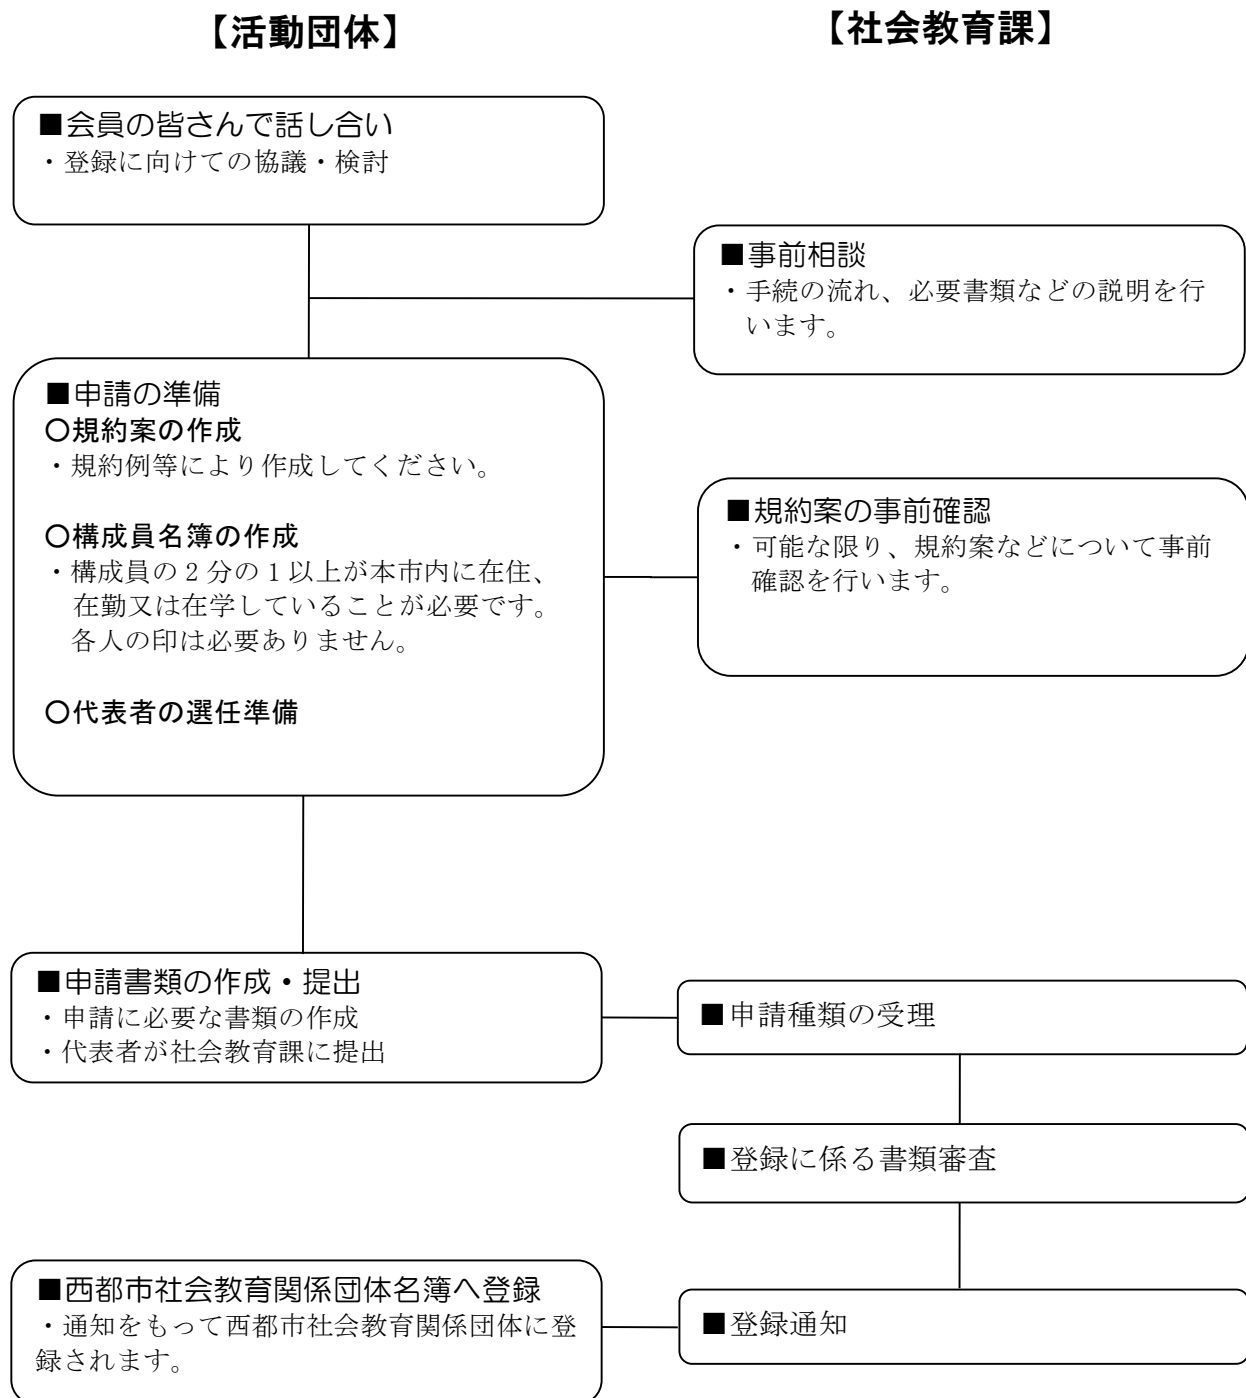 【活動団体】
【社会教育課】
■会員の皆さんで話し合い
・登録に向けての協議・検討
■事前相談
・手続の流れ、必要書類などの説明を行
います。
■申請の準備
○規約案の作成
・規約例等により作成してください。
○構成員名簿の作成
・構成員の２分の１以上が本市内に在住、
在勤又は在学していることが必要です。
各人の印は必要ありません。
○代表者の選任準備
■規約案の事前確認
・可能な限り、規約案などについて事前
確認を行います。
■申請書類の作成・提出
・申請に必要な書類の作成
・代表者が社会教育課に提出
■申請種類の受理
■登録に係る書類審査
■登録通知
■西都市社会教育関係団体名簿へ登録
・通知をもって西都市社会教育関係団体に登
録されます。